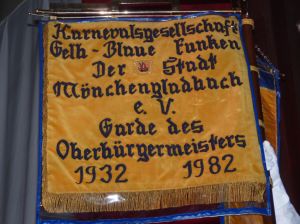 Karnevalsgesellschaft
Gelb-Blaue Funken
Der Stadt
Mönchengladbach
e. V.
Garde des
Oberbürgermeisters
1932 1982